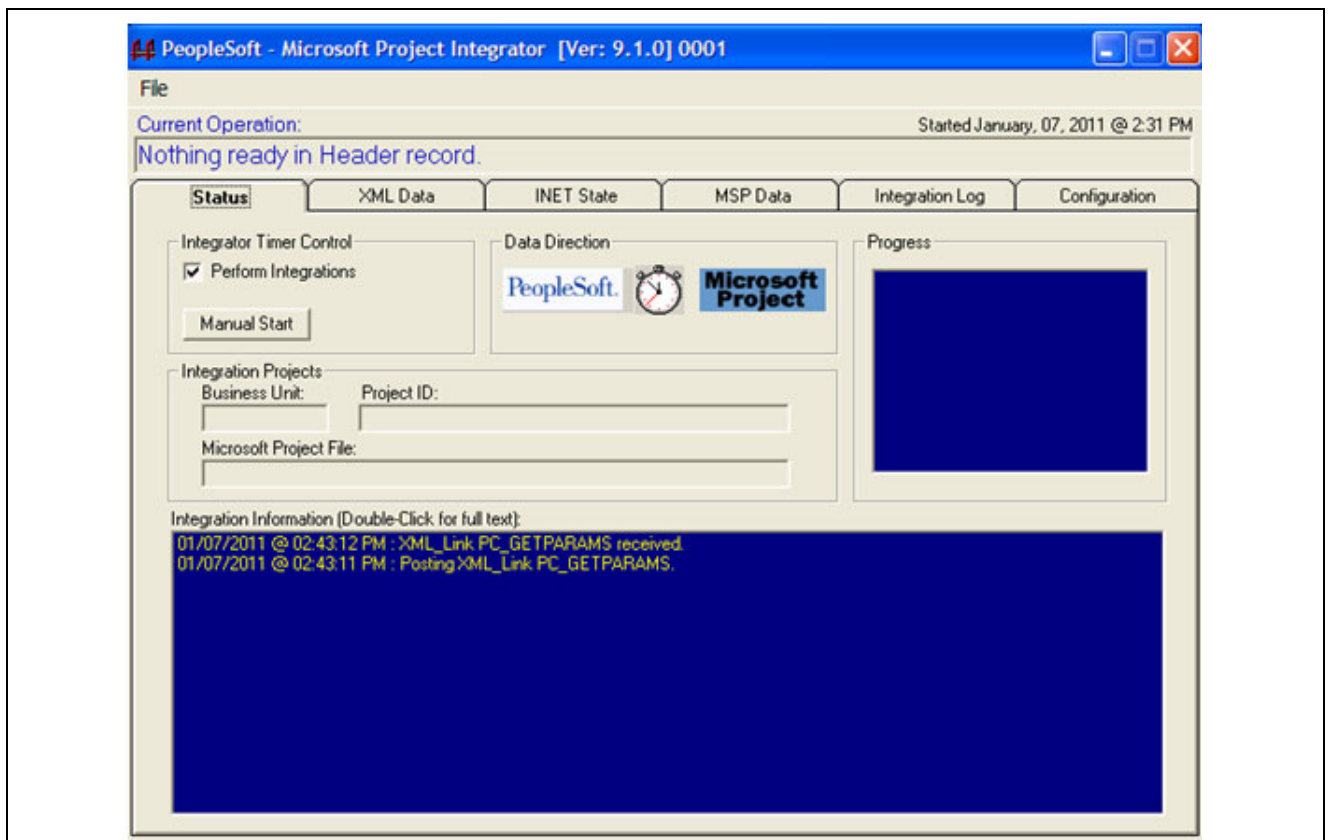 PeopleSoft - Microsoft Project Integrator [Ver: 9.1.0] 0001
File
Current Operation:
Started January, 07, 2011 @ 2:31 PM
Nothing ready in Header record.
Status
XML Data
INET State
MSP Data
Integration Log
Configuration
Integrator Timer Control
Perform Integrations
Manual Start
Data Direction
PeopleSoft.
Microsoft
Project
Progress
Integration Projects
Business Unit:
Project ID:
Microsoft Project File:
Integration Information (Double-Click for full text):
01/07/2011 @ 02:43:12 PM : XML_Link PC_GETPARAMS received.
01/07/2011 @ 02:43:11 PM : Posting XML_Link PC_GETPARAMS.